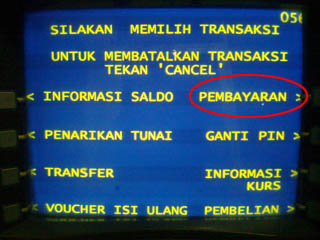 056
SILAKAN MEMILIH TRANSAKSI
UNTUK MEMBATALKAN TRANSAKSI
TEKAN 'CANCEL'
< INFORMASI SALDO PEMBAYARAN >
< PENARIKAN TUNAI GANTI PIN >
< TRANSFER INFORMASI >
KURS
< VOUCHER ISI ULANG PEMBELIAN >